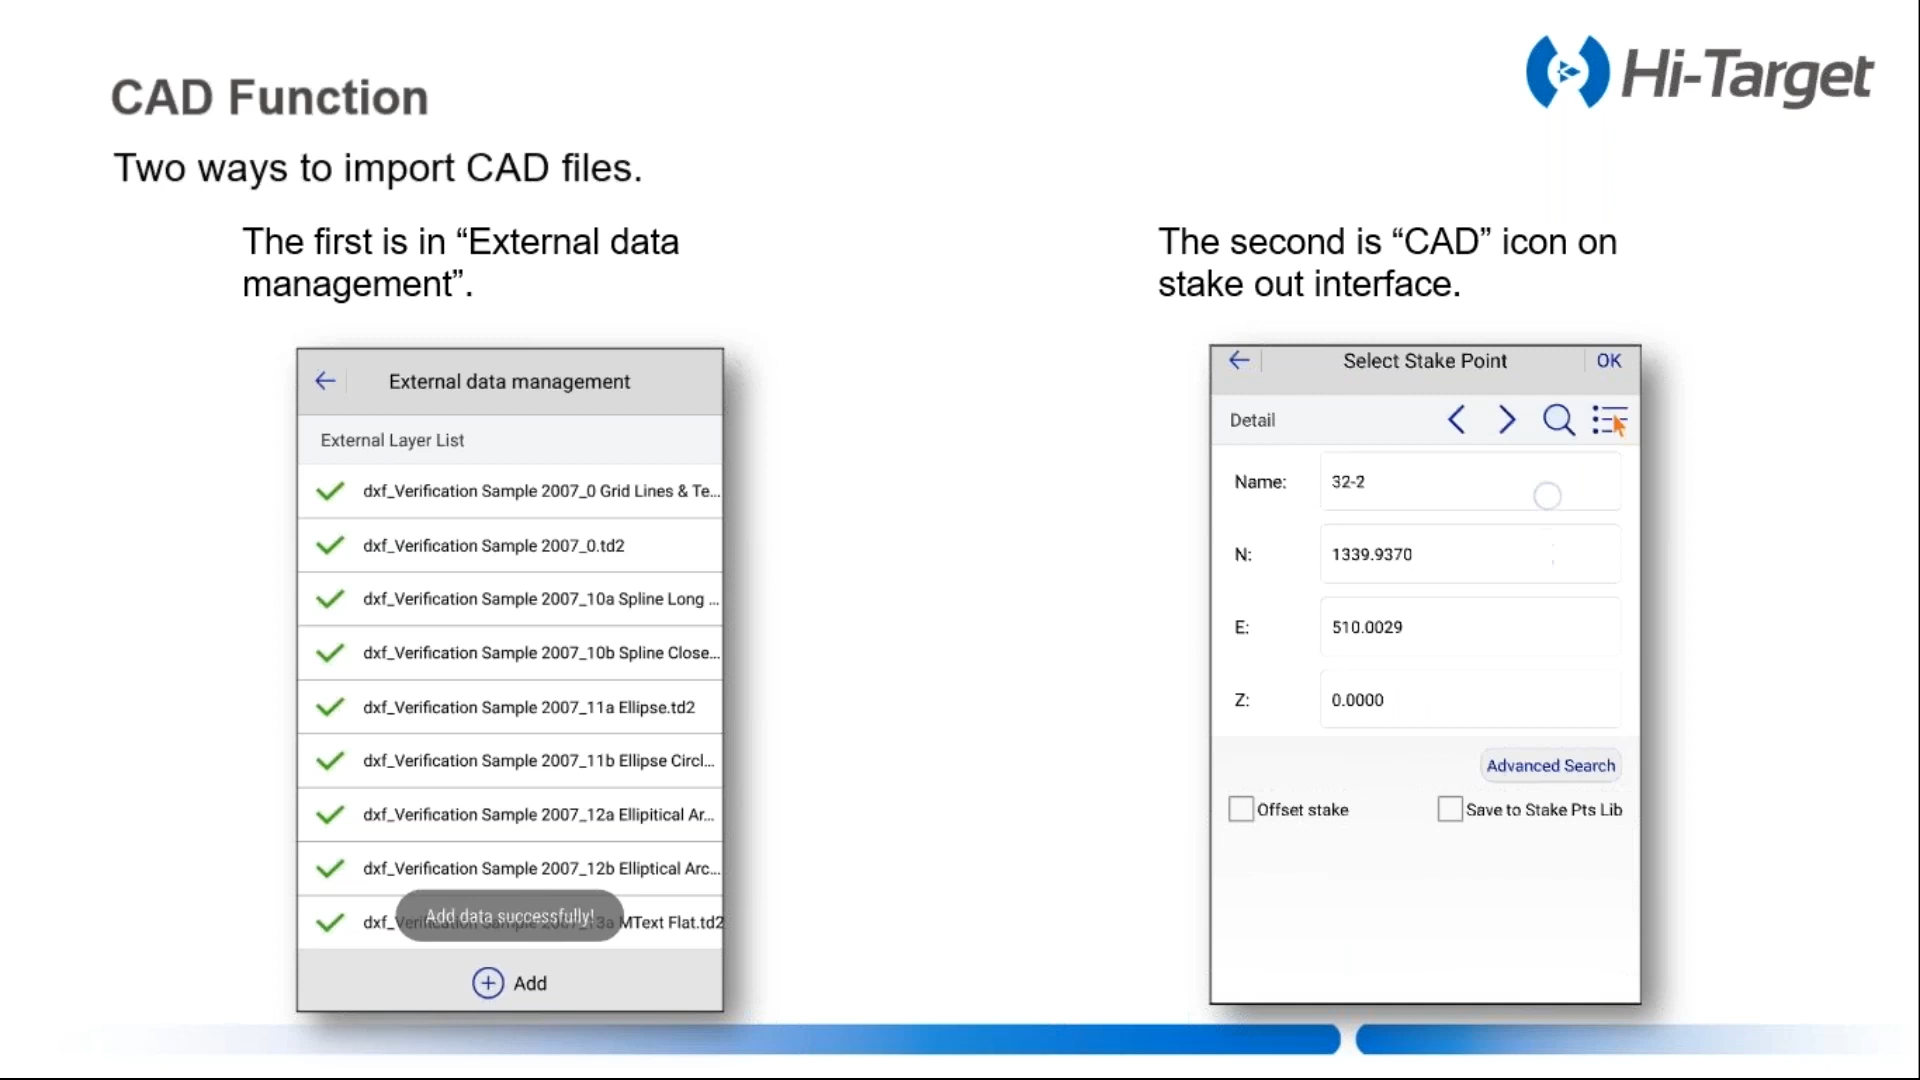 Hi-Target
CAD Function
Two ways to import CAD files.
The first is in “External data
management”.
External data management
External Layer List
dxf_Verification Sample 2007_0 Grid Lines & Te...
dxf_Verification Sample 2007_0.td2
dxf_Verification Sample 2007_10a Spline Long ...
dxf_Verification Sample 2007_10b Spline Close...
dxf_Verification Sample 2007_11a Ellipse.td2
dxf_Verification Sample 2007_11b Ellipse Circl...
dxf_Verification Sample 2007_12a Ellipitical Ar...
dxf_Verification Sample 2007_12b Elliptical Arc...
dxf_Verification Sample 2007_13a MText Flat.td2
Add data successfully!
Add
The second is “CAD” icon on
stake out interface.
Select Stake Point
OK
Detail
Name: 32-2
N: 1339.9370
E: 510.0029
Z: 0.0000
Advanced Search
Offset stake
Save to Stake Pts Lib